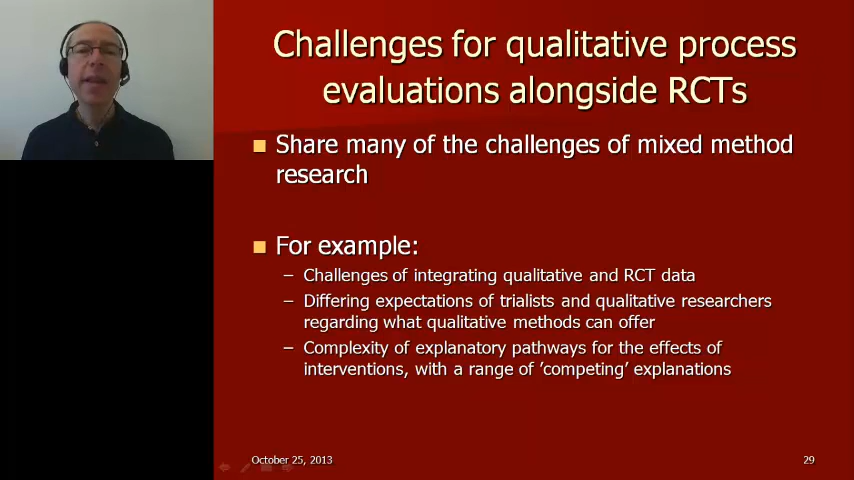 Challenges for qualitative process
evaluations alongside RCTs
Share many of the challenges of mixed method
research
For example:
– Challenges of integrating qualitative and RCT data
– Differing expectations of trialists and qualitative researchers
regarding what qualitative methods can offer
– Complexity of explanatory pathways for the effects of
interventions, with a range of ’competing’ explanations
October 25, 2013
29